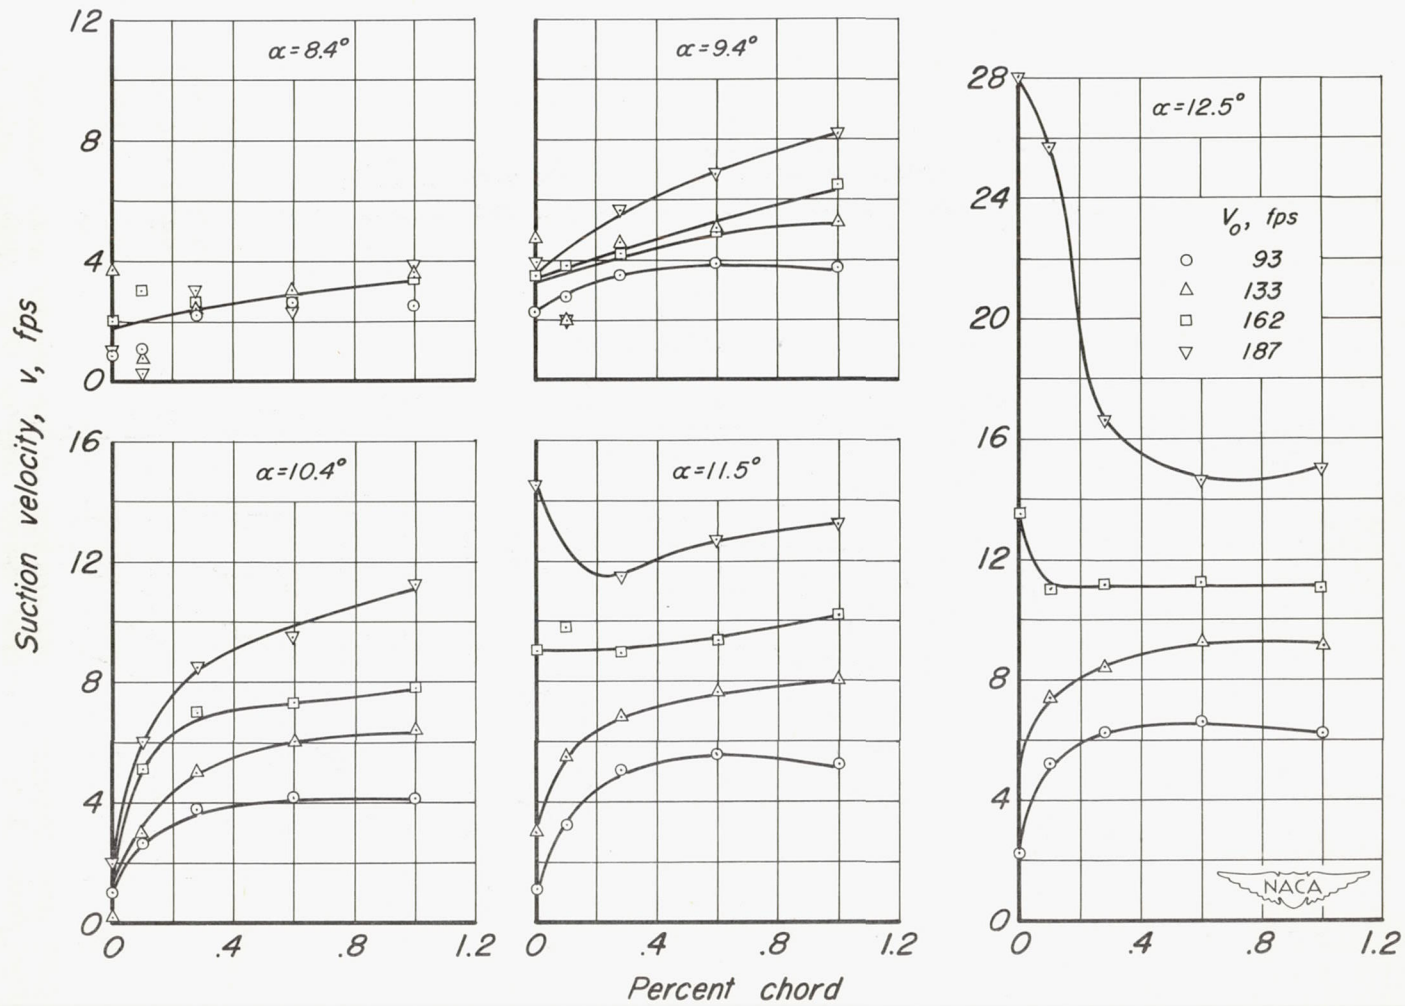 12
8
4
0
α=8.4°
α=9.4°
16
12
8
4
0
α=10.4°
α=11.5°
28
24
20
16
12
8
4
0
α=12.5°
V₀, fps
93
133
162
187
NACA
0 .4 .8 1.2
0 .4 .8 1.2
0 .4 .8 1.2
Suction velocity, v, fps
Percent chord